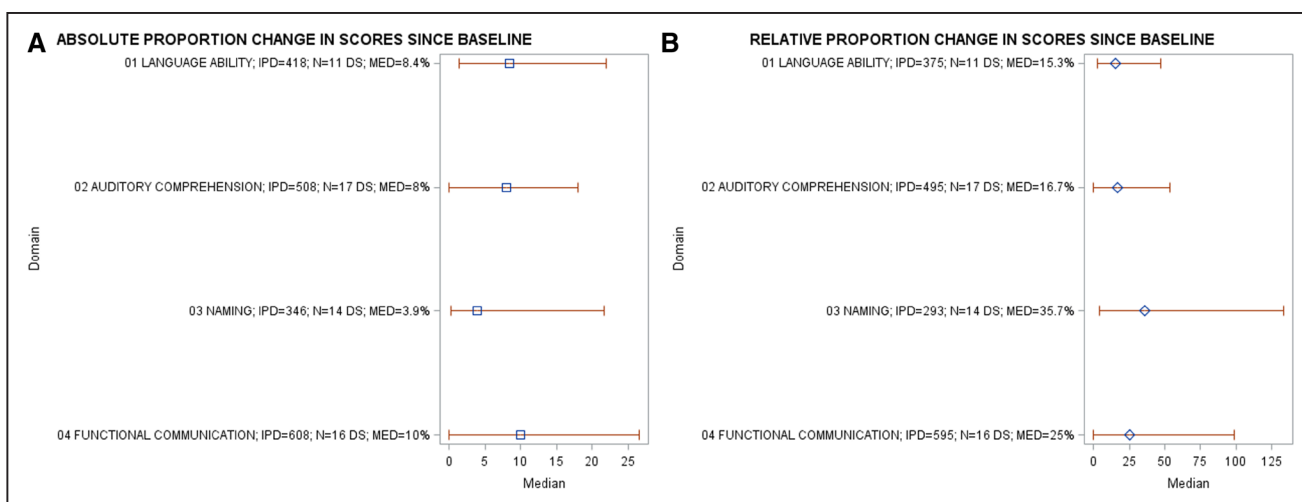 A ABSOLUTE PROPORTION CHANGE IN SCORES SINCE BASELINE
01 LANGUAGE ABILITY; IPD=418; N=11 DS; MED=8.4%
02 AUDITORY COMPREHENSION; IPD=508; N=17 DS; MED=8%
03 NAMING; IPD=346; N=14 DS; MED=3.9%
04 FUNCTIONAL COMMUNICATION; IPD=608; N=16 DS; MED=10%
Domain
0 5 10 15 20 25
Median
B RELATIVE PROPORTION CHANGE IN SCORES SINCE BASELINE
01 LANGUAGE ABILITY; IPD=375; N=11 DS; MED=15.3%
02 AUDITORY COMPREHENSION; IPD=495; N=17 DS; MED=16.7%
03 NAMING; IPD=293; N=14 DS; MED=35.7%
04 FUNCTIONAL COMMUNICATION; IPD=595; N=16 DS; MED=25%
Domain
0 25 50 75 100 125
Median